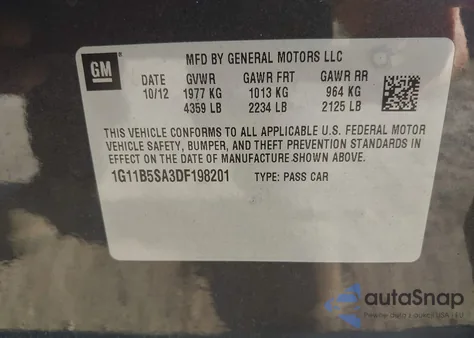 GM
MFD BY GENERAL MOTORS LLC
DATE GVWR GAWR FRT GAWR RR
10/12 1977 KG 1013 KG 964 KG
4359 LB 2234 LB 2125 LB
THIS VEHICLE CONFORMS TO ALL APPLICABLE U.S. FEDERAL MOTOR
VEHICLE SAFETY, BUMPER, AND THEFT PREVENTION STANDARDS IN
EFFECT ON THE DATE OF MANUFACTURE SHOWN ABOVE.
1G11B5SA3DF198201 TYPE: PASS CAR
autoSnap